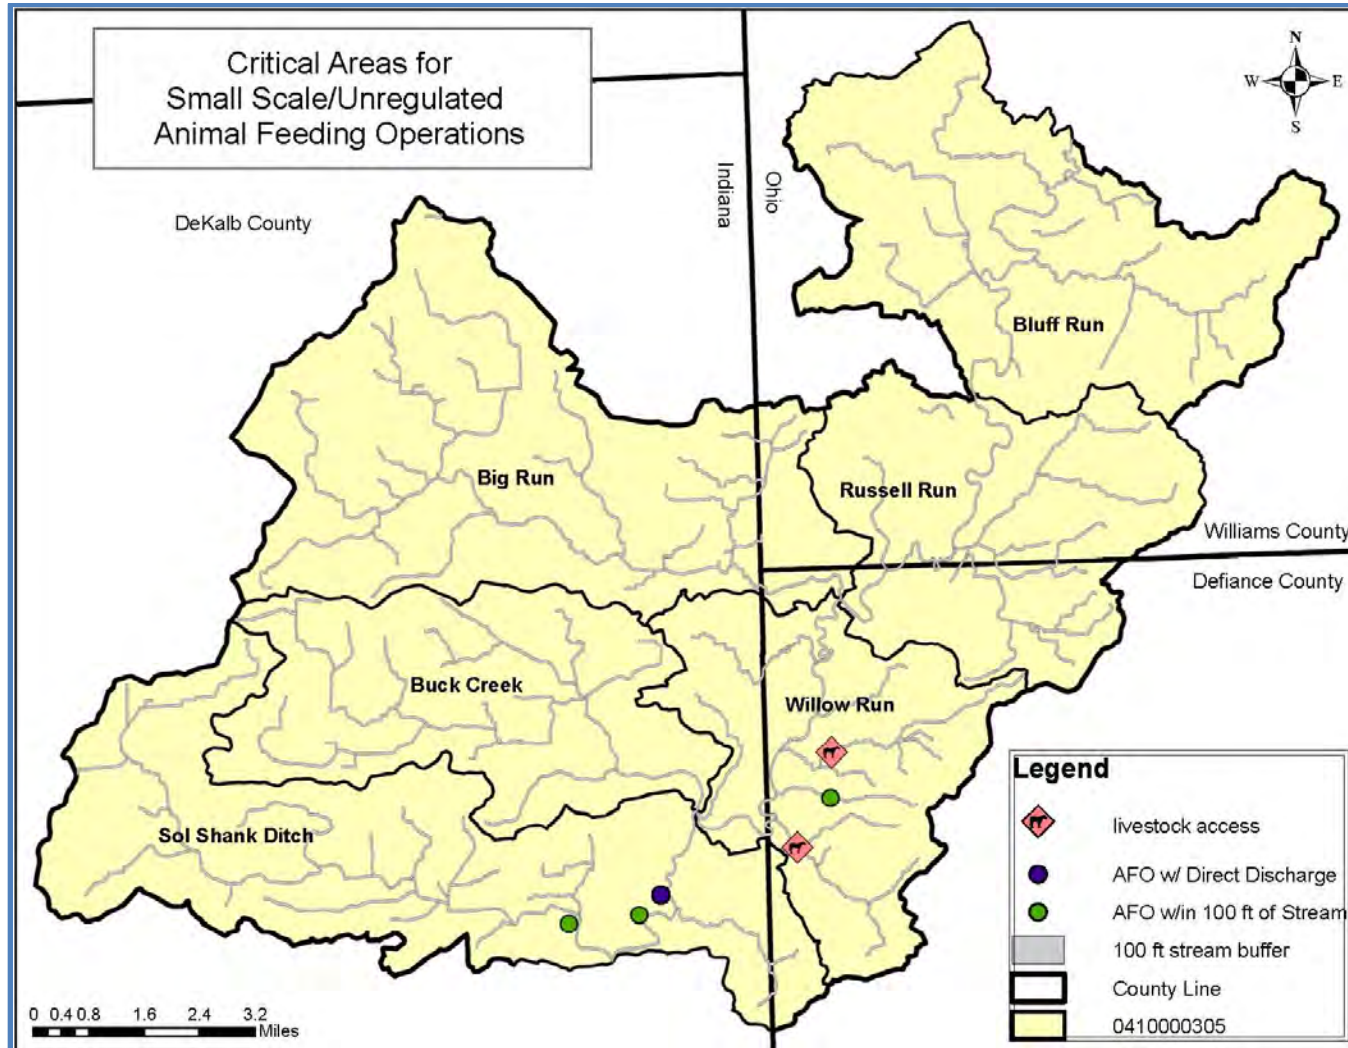 Critical Areas for
Small Scale/Unregulated
Animal Feeding Operations
N
W E
S
Indiana
Ohio
DeKalb County
Bluff Run
Big Run
Russell Run
Williams County
Defiance County
Buck Creek
Willow Run
Sol Shank Ditch
Legend
livestock access
AFO w/ Direct Discharge
AFO w/in 100 ft of Stream
100 ft stream buffer
County Line
0410000305
0 0.4 0.8 1.6 2.4 3.2
Miles